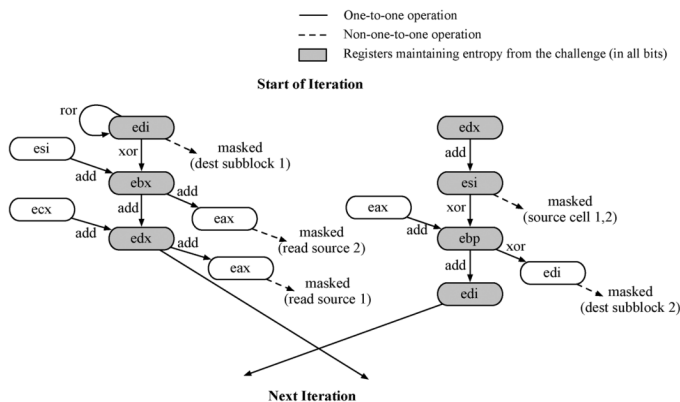 One-to-one operation
Non-one-to-one operation
Registers maintaining entropy from the challenge (in all bits)
Start of Iteration
ror
edi
xor
masked
(dest subblock 1)
esi
add
ebx
add
add
eax
masked
(read source 2)
ecx
add
edx
add
eax
masked
(read source 1)
edx
add
esi
masked
(source cell 1,2)
xor
eax
add
ebp
xor
add
edi
masked
(dest subblock 2)
edi
Next Iteration